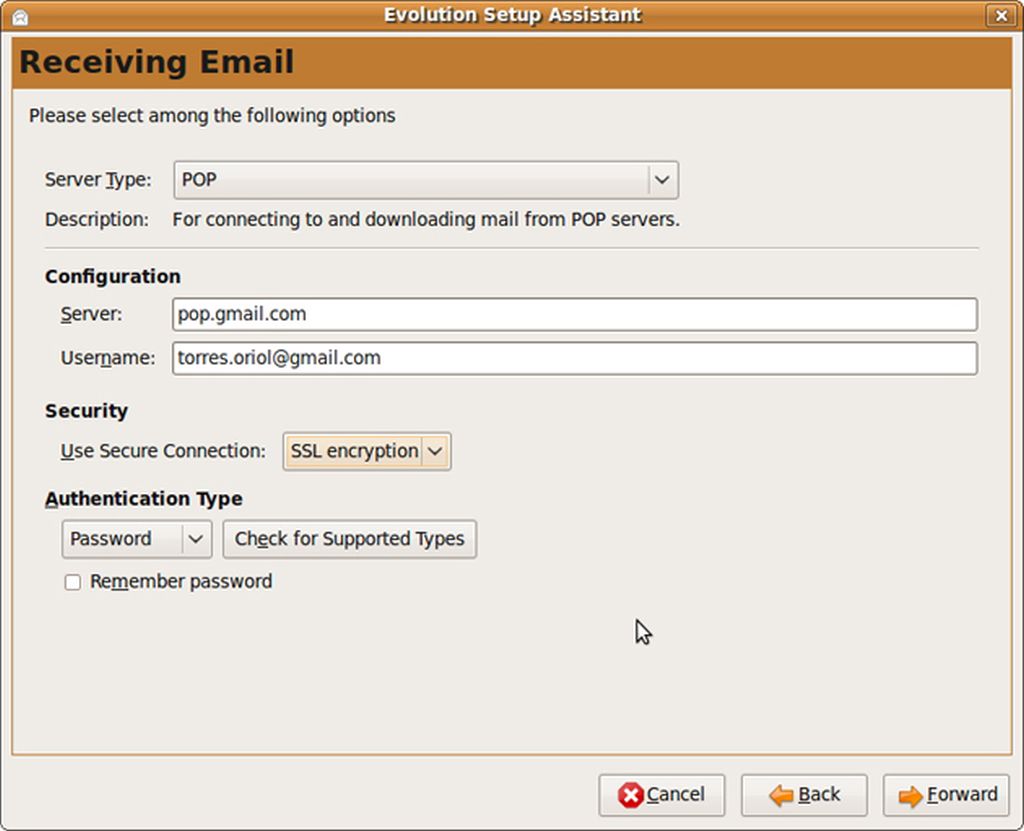 Evolution Setup Assistant
Receiving Email
Please select among the following options
Server Type: POP
Description: For connecting to and downloading mail from POP servers.
Configuration
Server: pop.gmail.com
Username: torres.oriol@gmail.com
Security
Use Secure Connection: SSL encryption
Authentication Type
Password Check for Supported Types
Remember password
Cancel Back Forward